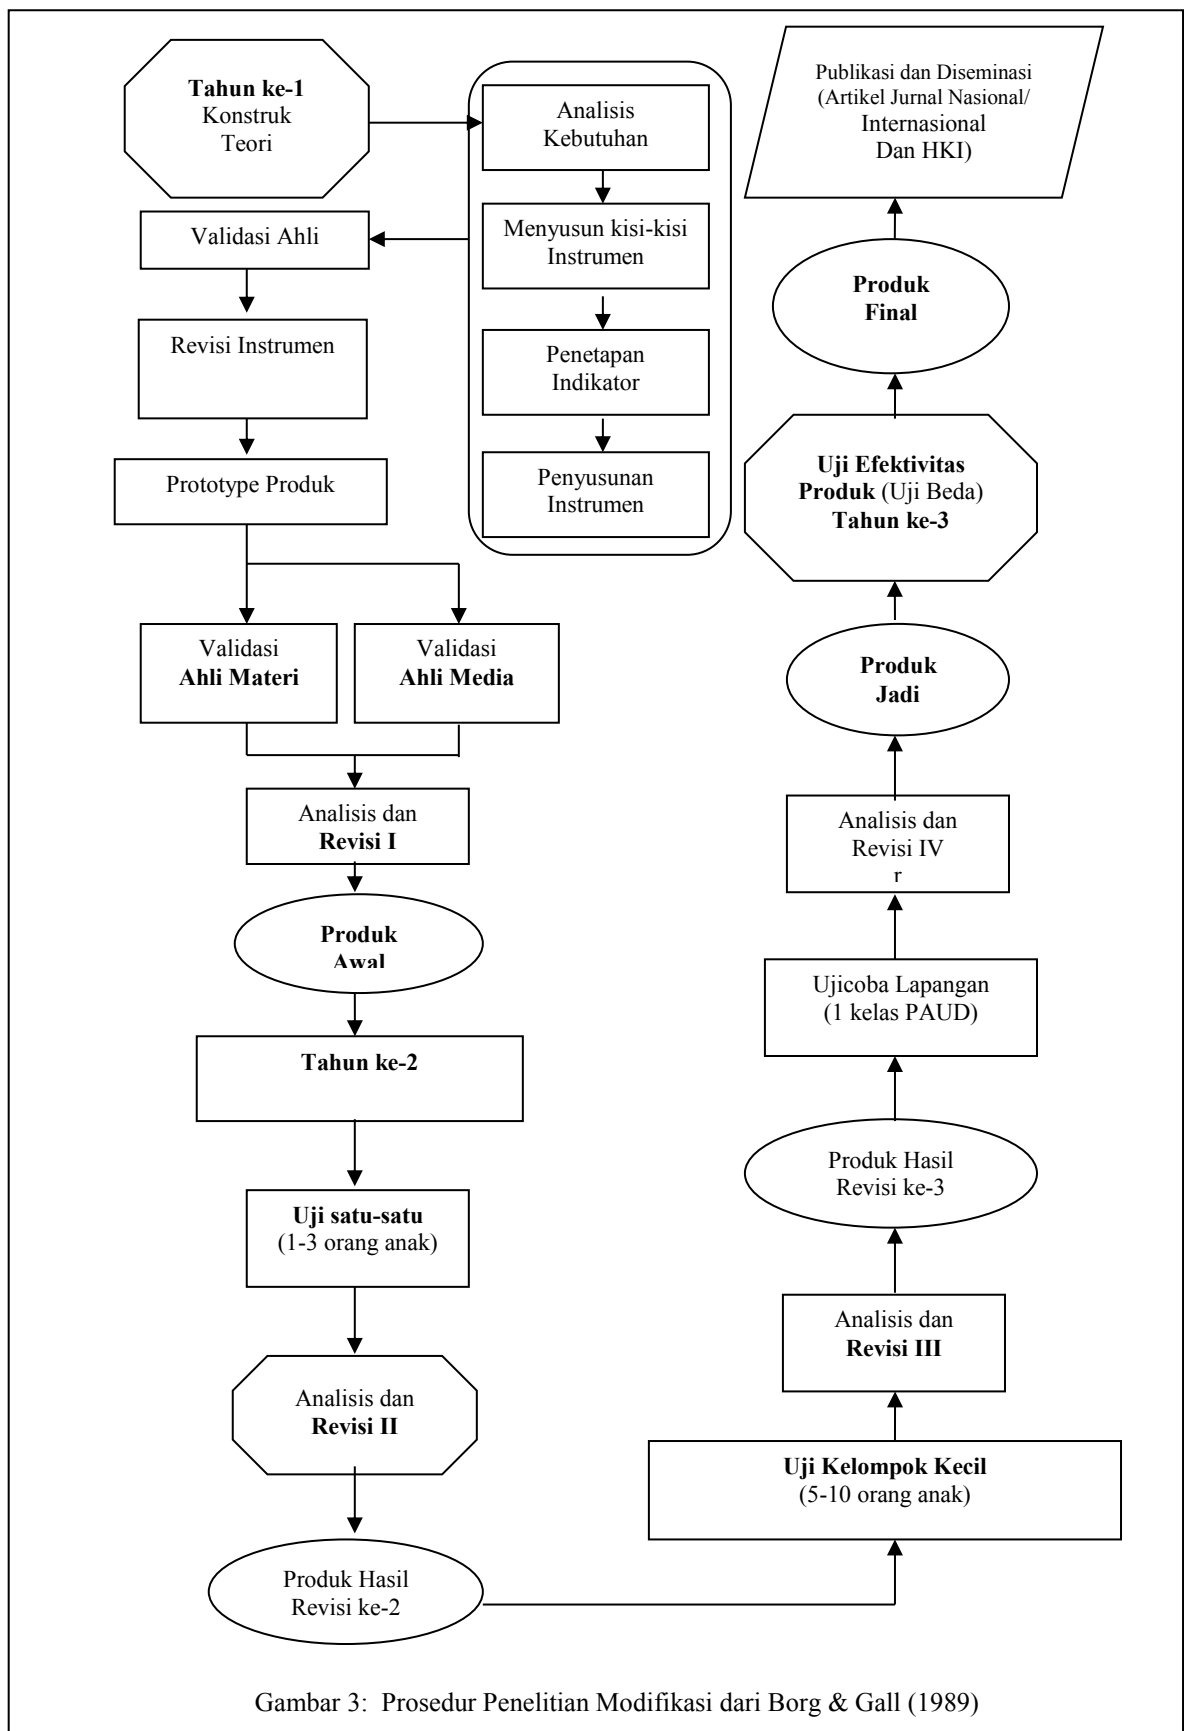 Tahun ke-1
Konstruk
Teori
Analisis
Kebutuhan
Menyusun kisi-kisi
Instrumen
Penetapan
Indikator
Penyusunan
Instrumen
Validasi Ahli
Revisi Instrumen
Prototype Produk
Validasi
Ahli Materi
Validasi
Ahli Media
Analisis dan
Revisi I
Produk
Awal
Tahun ke-2
Uji satu-satu
(1-3 orang anak)
Analisis dan
Revisi II
Produk Hasil
Revisi ke-2
Uji Kelompok Kecil
(5-10 orang anak)
Analisis dan
Revisi III
Produk Hasil
Revisi ke-3
Ujicoba Lapangan
(1 kelas PAUD)
Analisis dan
Revisi IV
r
Produk
Jadi
Uji Efektivitas
Produk (Uji Beda)
Tahun ke-3
Produk
Final
Publikasi dan Diseminasi
(Artikel Jurnal Nasional/
Internasional
Dan HKI)
Gambar 3:  Prosedur Penelitian Modifikasi dari Borg & Gall (1989)